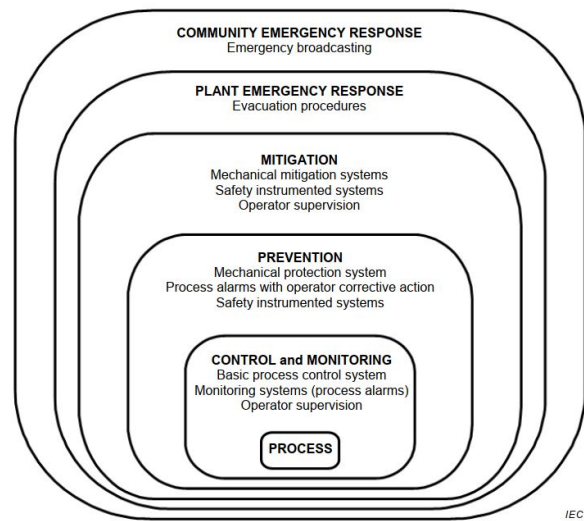 COMMUNITY EMERGENCY RESPONSE
Emergency broadcasting
PLANT EMERGENCY RESPONSE
Evacuation procedures
MITIGATION
Mechanical mitigation systems
Safety instrumented systems
Operator supervision
PREVENTION
Mechanical protection system
Process alarms with operator corrective action
Safety instrumented systems
CONTROL and MONITORING
Basic process control system
Monitoring systems (process alarms)
Operator supervision
PROCESS
IEC